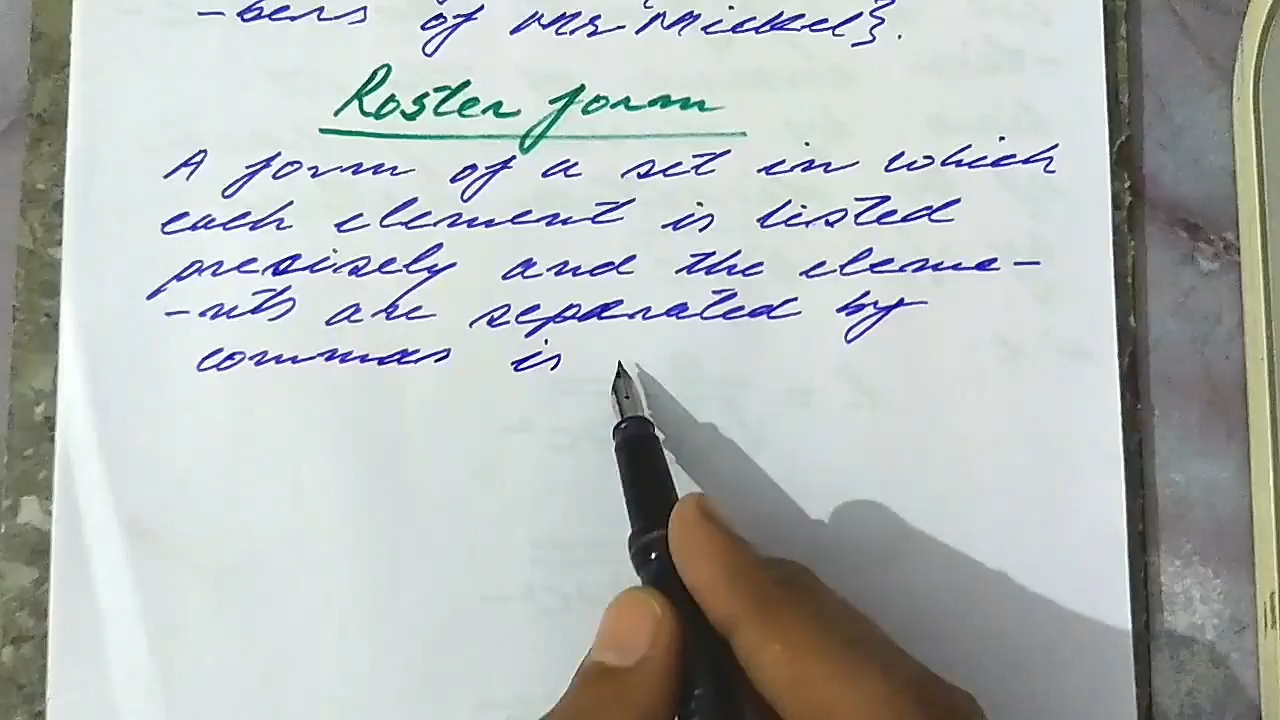 -bers of Mr Mickel}.
Roster form
A form of a set in which
each element is listed
precisely and the eleme-
-nts are separated by
commas is